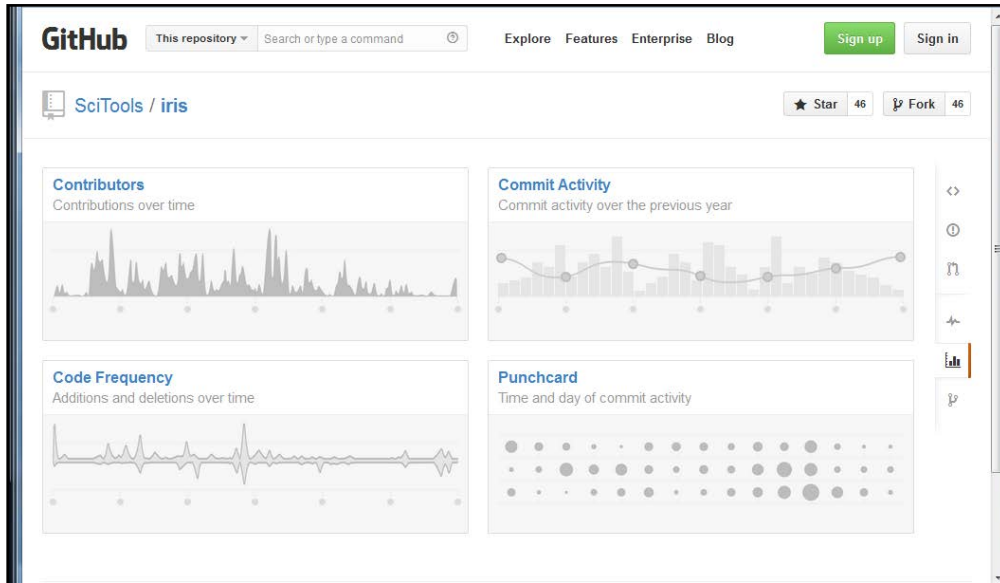 GitHub This repository Search or type a command Explore Features Enterprise Blog Sign up Sign in
SciTools / iris Star 46 Fork 46
Contributors
Contributions over time
Commit Activity
Commit activity over the previous year
Code Frequency
Additions and deletions over time
Punchcard
Time and day of commit activity